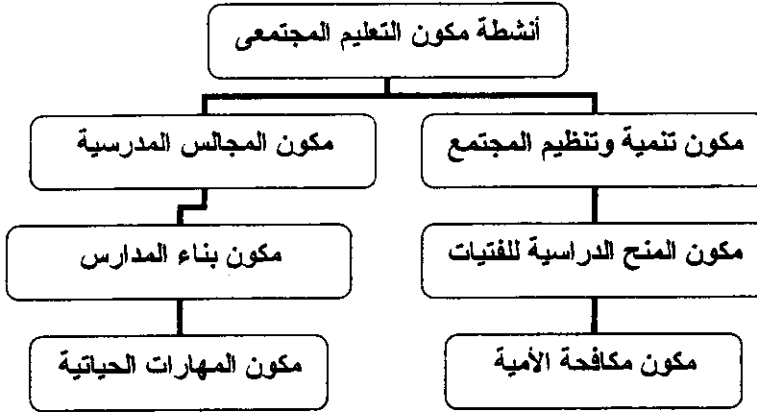 أنشطة مكون التعليم المجتمعى
مكون تنمية وتنظيم المجتمع
مكون المجالس المدرسية
مكون المنح الدراسية للفتيات
مكون بناء المدارس
مكون مكافحة الأمية
مكون المهارات الحياتية